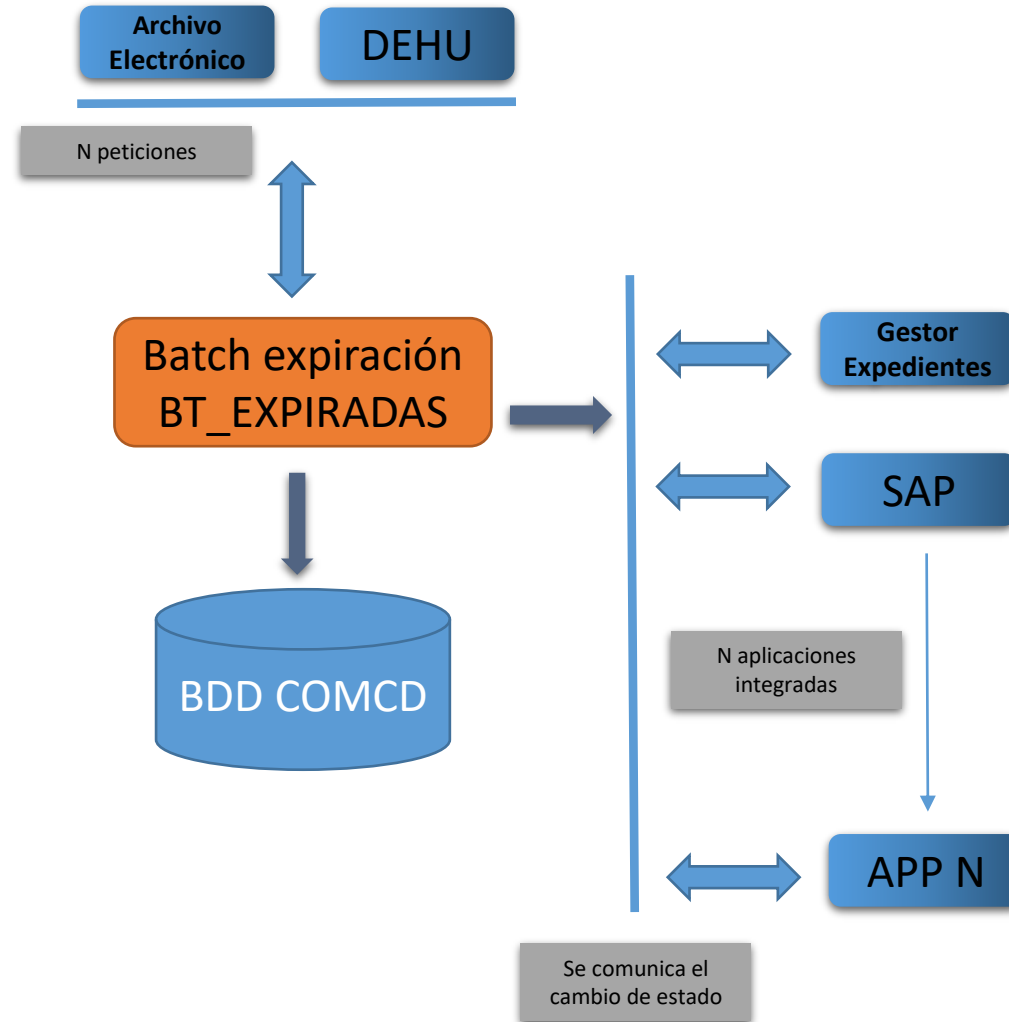 Archivo
Electrónico
DEHU
N peticiones
Batch expiración
BT_EXPIRADAS
Gestor
Expedientes
SAP
BDD COMCD
N aplicaciones
integradas
APP N
Se comunica el
cambio de estado